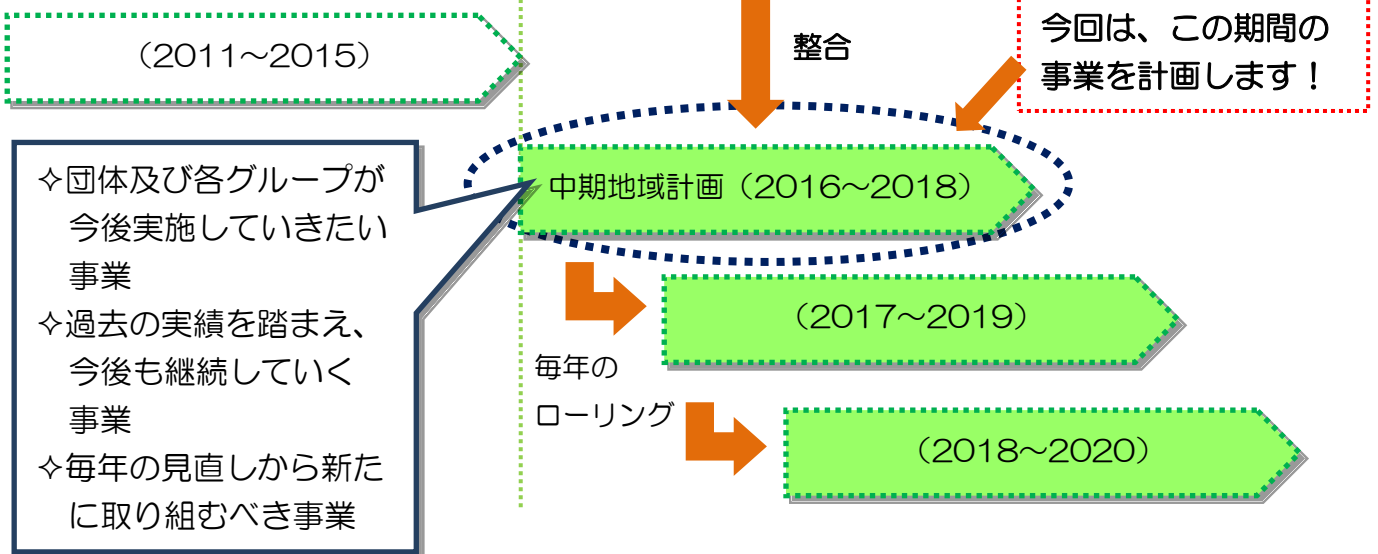 （2011～2015）
整合
今回は、この期間の
事業を計画します！
✧団体及び各グループが
今後実施していきたい
事業
✧過去の実績を踏まえ、
今後も継続していく
事業
✧毎年の見直しから新た
に取り組むべき事業
中期地域計画（2016～2018）
（2017～2019）
毎年の
ローリング
（2018～2020）